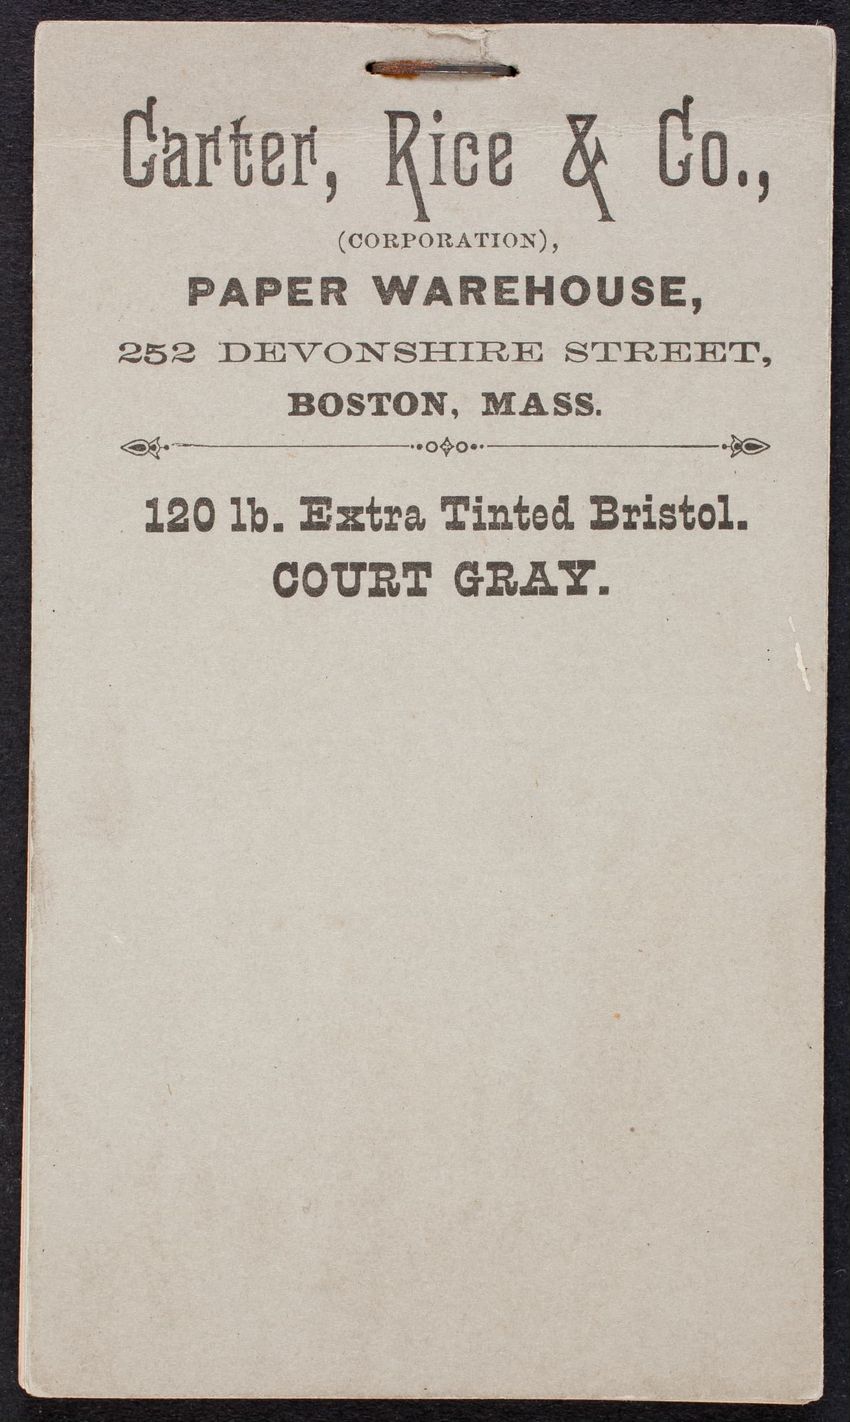 Carter, Rice & Co.,
(CORPORATION),
PAPER WAREHOUSE,
252 DEVONSHIRE STREET,
BOSTON, MASS.
120 lb. Extra Tinted Bristol.
COURT GRAY.